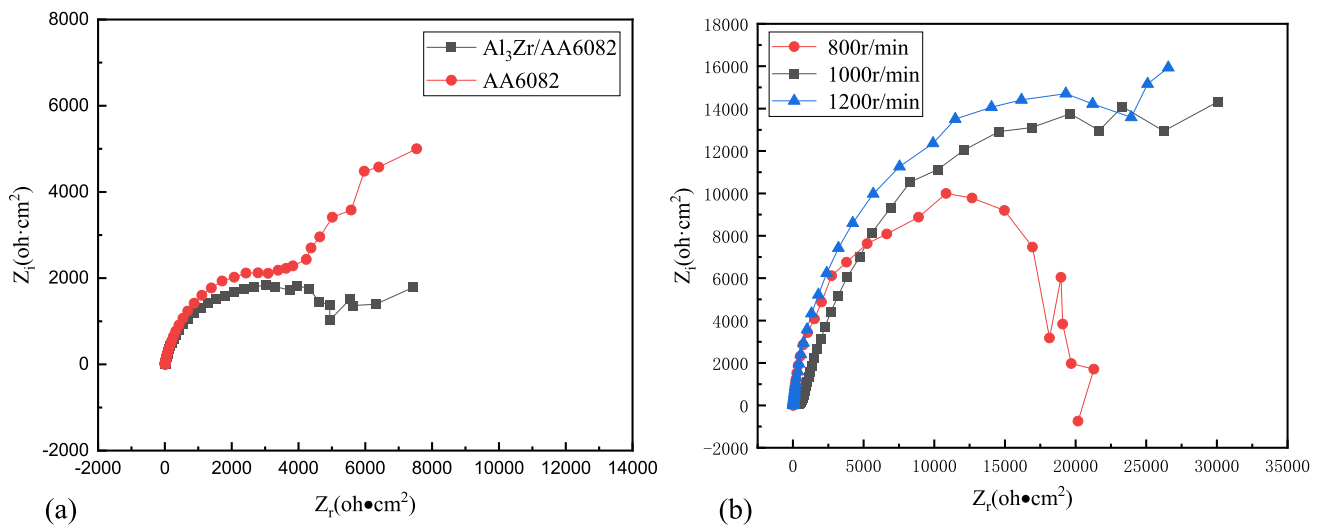 8000
6000
4000
2000
0
-2000
-2000 0 2000 4000 6000 8000 10000 12000 14000
Zᵢ(oh·cm²)
Zᵣ(oh•cm²)
Al₃Zr/AA6082
AA6082
(a)
18000
16000
14000
12000
10000
8000
6000
4000
2000
0
-2000
0 5000 10000 15000 20000 25000 30000 35000
Zᵢ(oh·cm²)
Zᵣ(oh•cm²)
800r/min
1000r/min
1200r/min
(b)